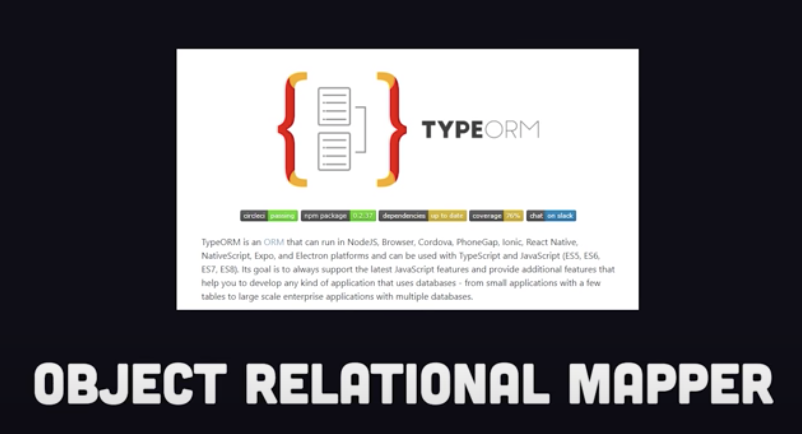 TYPEORM
circleci passing npm package 0.2.37 dependencies up to date coverage 76% chat on slack
TypeORM is an ORM that can run in NodeJS, Browser, Cordova, PhoneGap, Ionic, React Native,
NativeScript, Expo, and Electron platforms and can be used with TypeScript and JavaScript (ES5, ES6,
ES7, ES8). Its goal is to always support the latest JavaScript features and provide additional features that
help you to develop any kind of application that uses databases - from small applications with a few
tables to large scale enterprise applications with multiple databases.
OBJECT RELATIONAL MAPPER